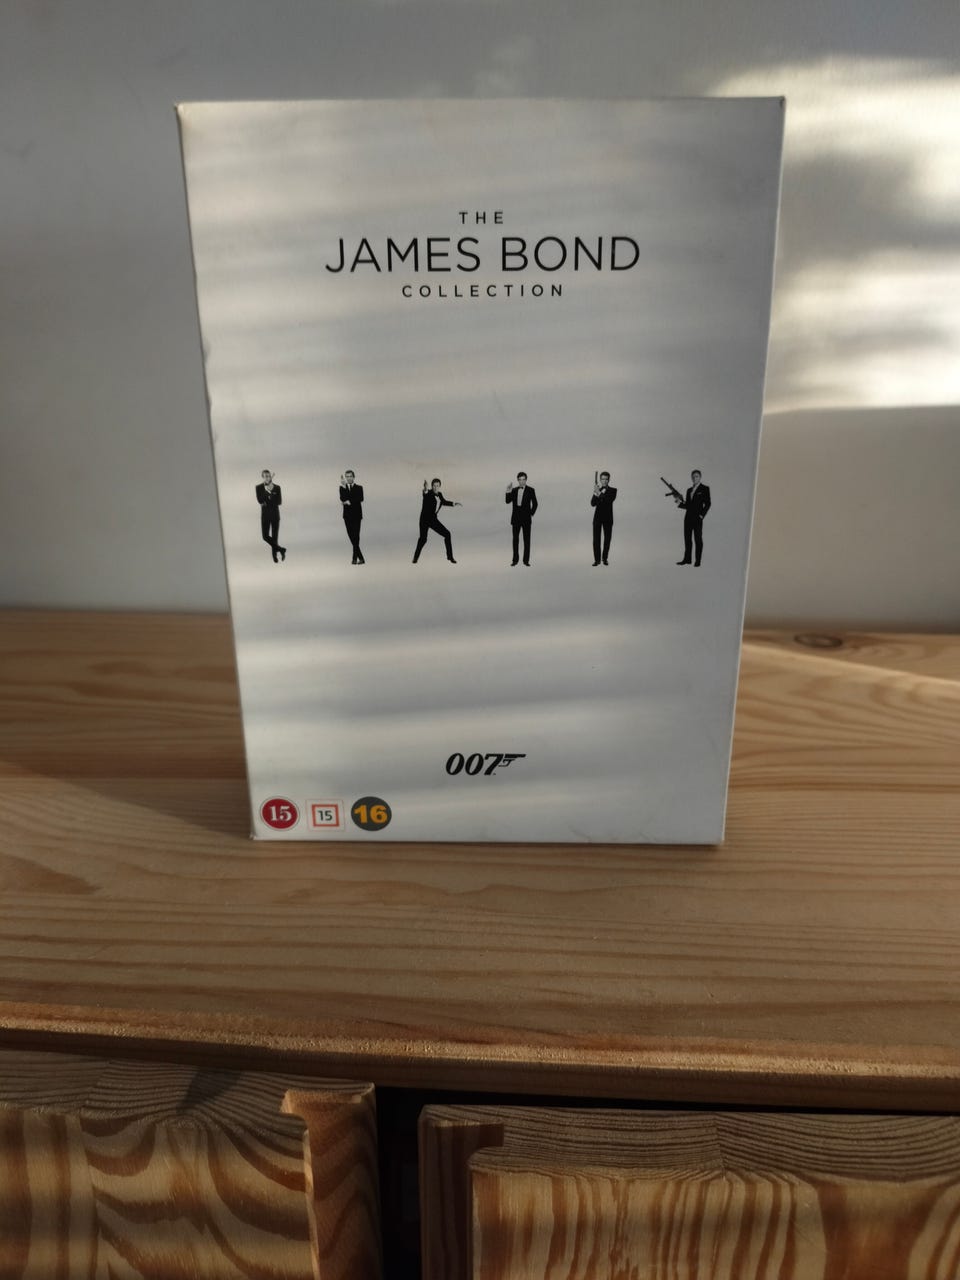 THE
JAMES BOND
COLLECTION
007
15 15 16